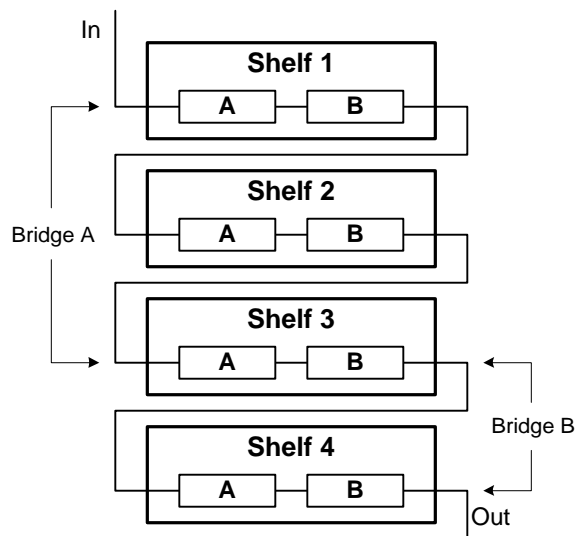 In
Shelf 1
A B
Shelf 2
A B
Bridge A
Shelf 3
A B
Bridge B
Shelf 4
A B
Out